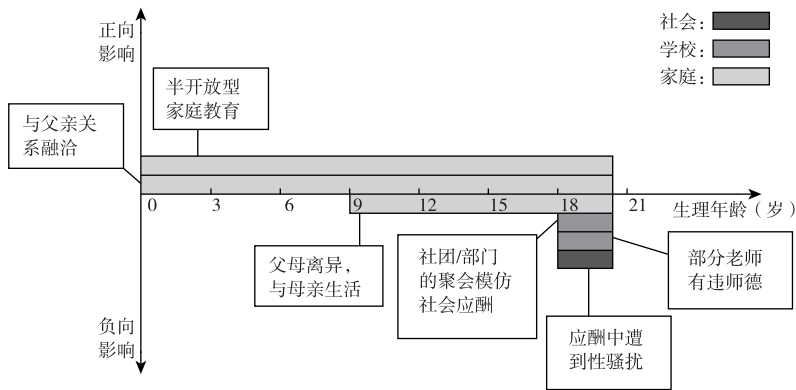 正向
影响
社会：
学校：
家庭：
半开放型
家庭教育
与父亲关
系融洽
0
3
6
9
12
15
18
21
生理年龄（岁）
父母离异，
与母亲生活
社团/部门
的聚会模仿
社会应酬
部分老师
有违师德
负向
影响
应酬中遭
到性骚扰